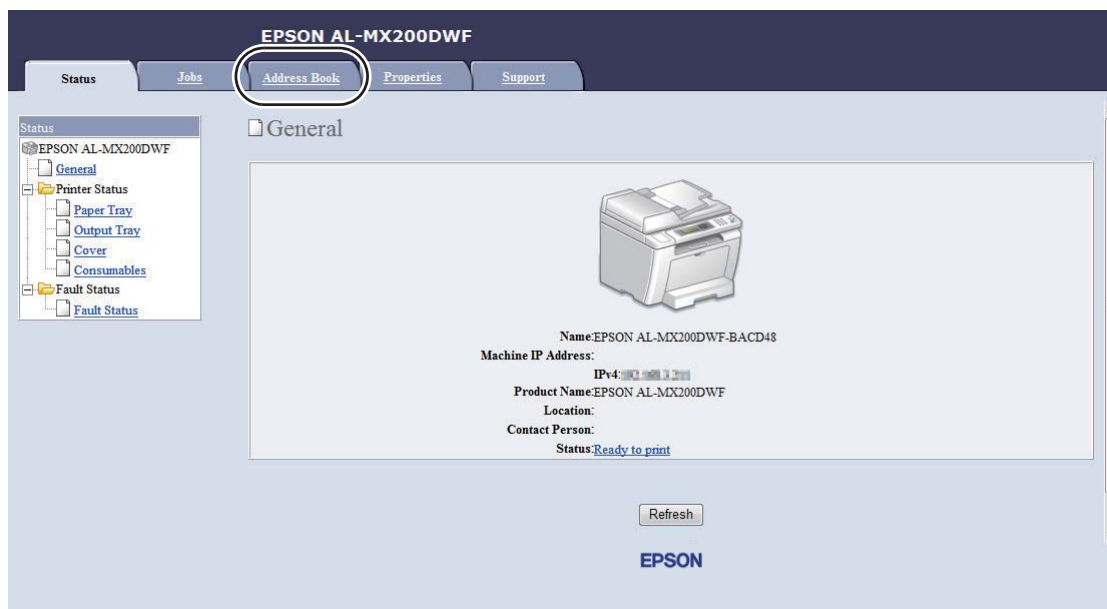 EPSON AL-MX200DWF
Status Jobs Address Book Properties Support
Status
EPSON AL-MX200DWF
General
Printer Status
Paper Tray
Output Tray
Cover
Consumables
Fault Status
Fault Status
General
Name:EPSON AL-MX200DWF-BACD48
Machine IP Address:
IPv4:
Product Name:EPSON AL-MX200DWF
Location:
Contact Person:
Status:Ready to print
Refresh
EPSON